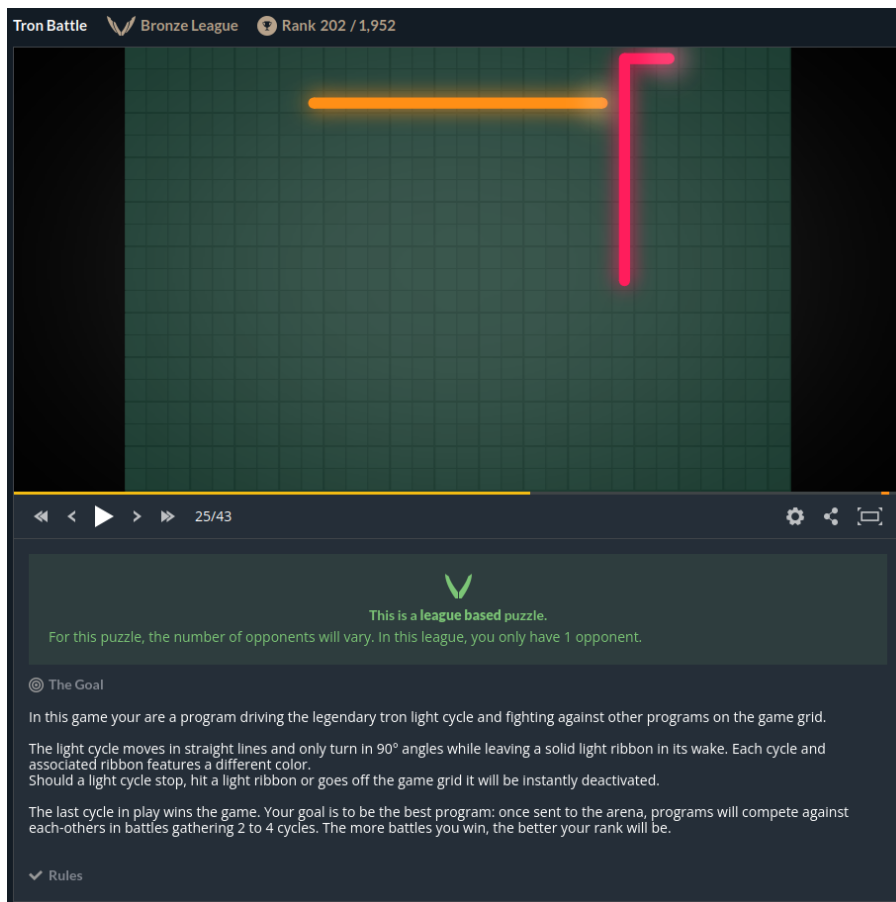 Tron Battle Bronze League Rank 202 / 1,952
25/43
This is a league based puzzle.
For this puzzle, the number of opponents will vary. In this league, you only have 1 opponent.
The Goal
In this game your are a program driving the legendary tron light cycle and fighting against other programs on the game grid.
The light cycle moves in straight lines and only turn in 90° angles while leaving a solid light ribbon in its wake. Each cycle and
associated ribbon features a different color.
Should a light cycle stop, hit a light ribbon or goes off the game grid it will be instantly deactivated.
The last cycle in play wins the game. Your goal is to be the best program: once sent to the arena, programs will compete against
each-others in battles gathering 2 to 4 cycles. The more battles you win, the better your rank will be.
Rules